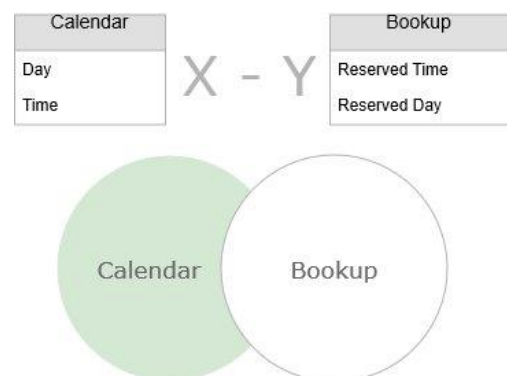 Calendar
Day
Time
X - Y
Bookup
Reserved Time
Reserved Day
Calendar
Bookup